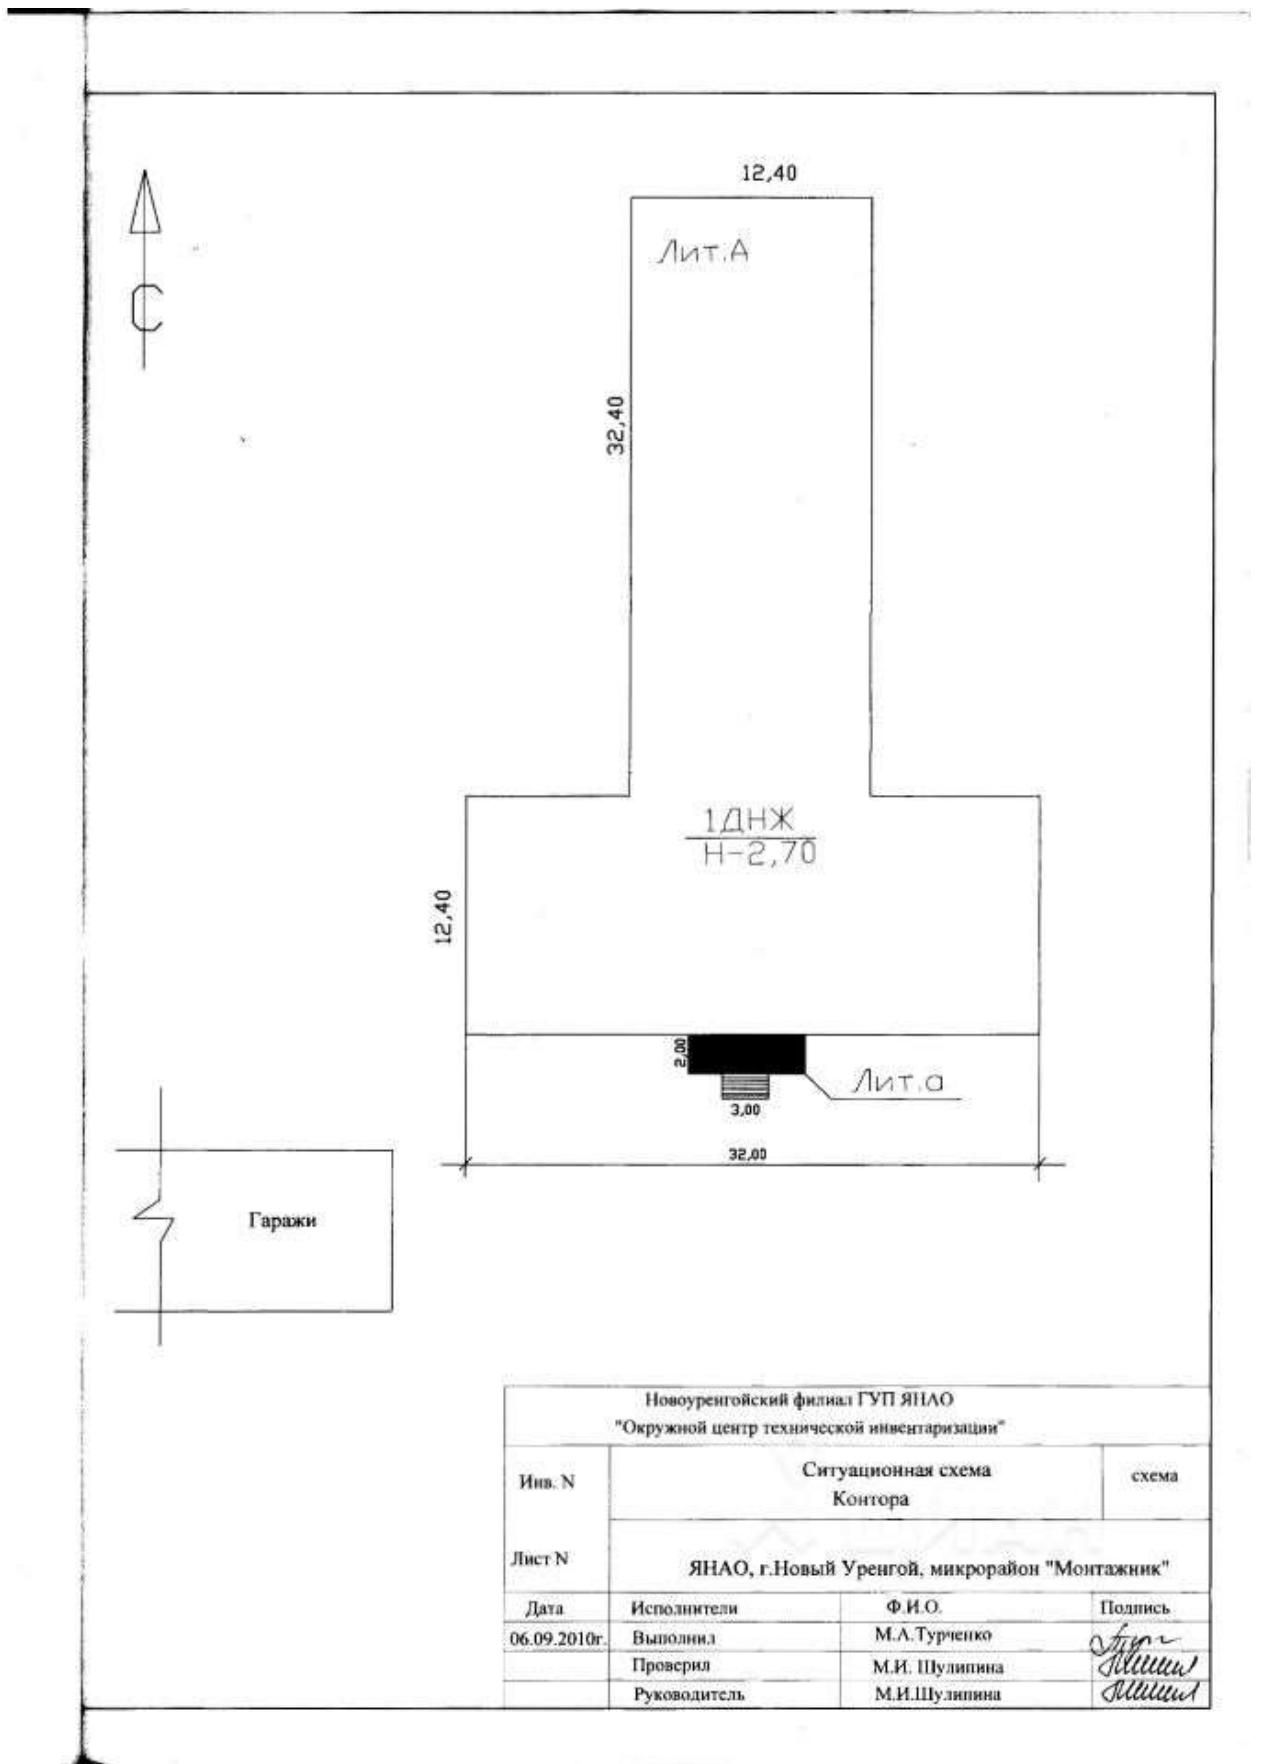 12,40
Лит.А
С
32,40
1ДНЖ
Н-2,70
12,40
2,00
Лит.а
3,00
32,00
Гаражи
Новоуренгойский филиал ГУП ЯНАО
"Окружной центр технической инвентаризации"
Инв. N
Ситуационная схема
схема
Контора
Лист N
ЯНАО, г.Новый Уренгой, микрорайон "Монтажник"
Дата Исполнители Ф.И.О. Подпись
06.09.2010г. Выполнил М.А.Турченко
Проверил М.И. Шулипина
Руководитель М.И.Шулипина